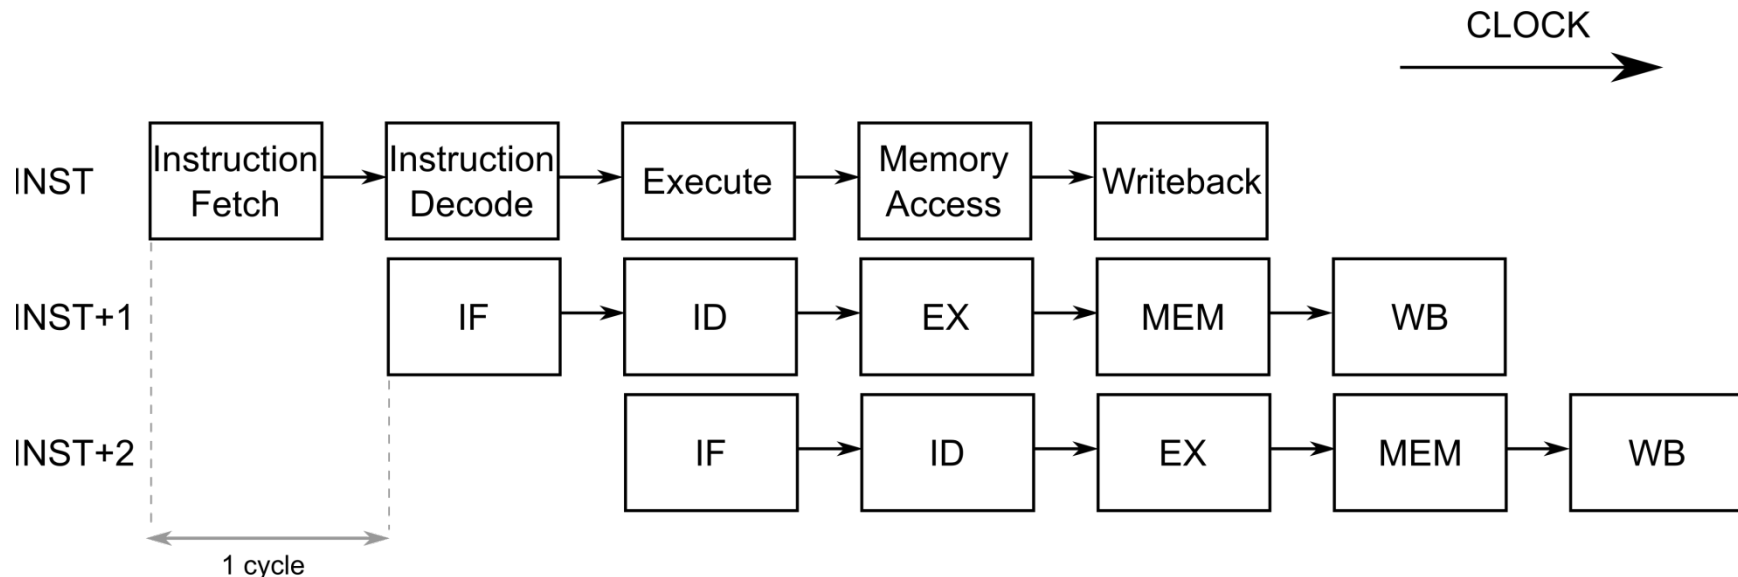 CLOCK
INST
Instruction
Fetch
Instruction
Decode
Execute
Memory
Access
Writeback
INST+1
IF
ID
EX
MEM
WB
INST+2
IF
ID
EX
MEM
WB
1 cycle